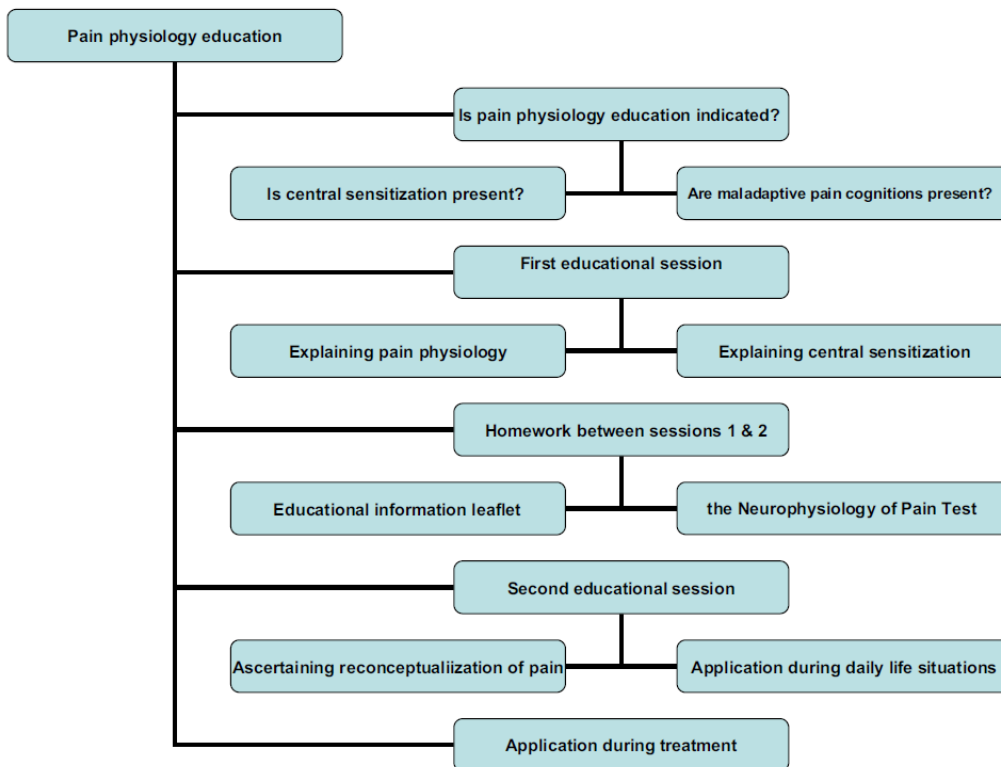 Pain physiology education
Is pain physiology education indicated?
Is central sensitization present?
Are maladaptive pain cognitions present?
First educational session
Explaining pain physiology
Explaining central sensitization
Homework between sessions 1 & 2
Educational information leaflet
the Neurophysiology of Pain Test
Second educational session
Ascertaining reconceptualiization of pain
Application during daily life situations
Application during treatment